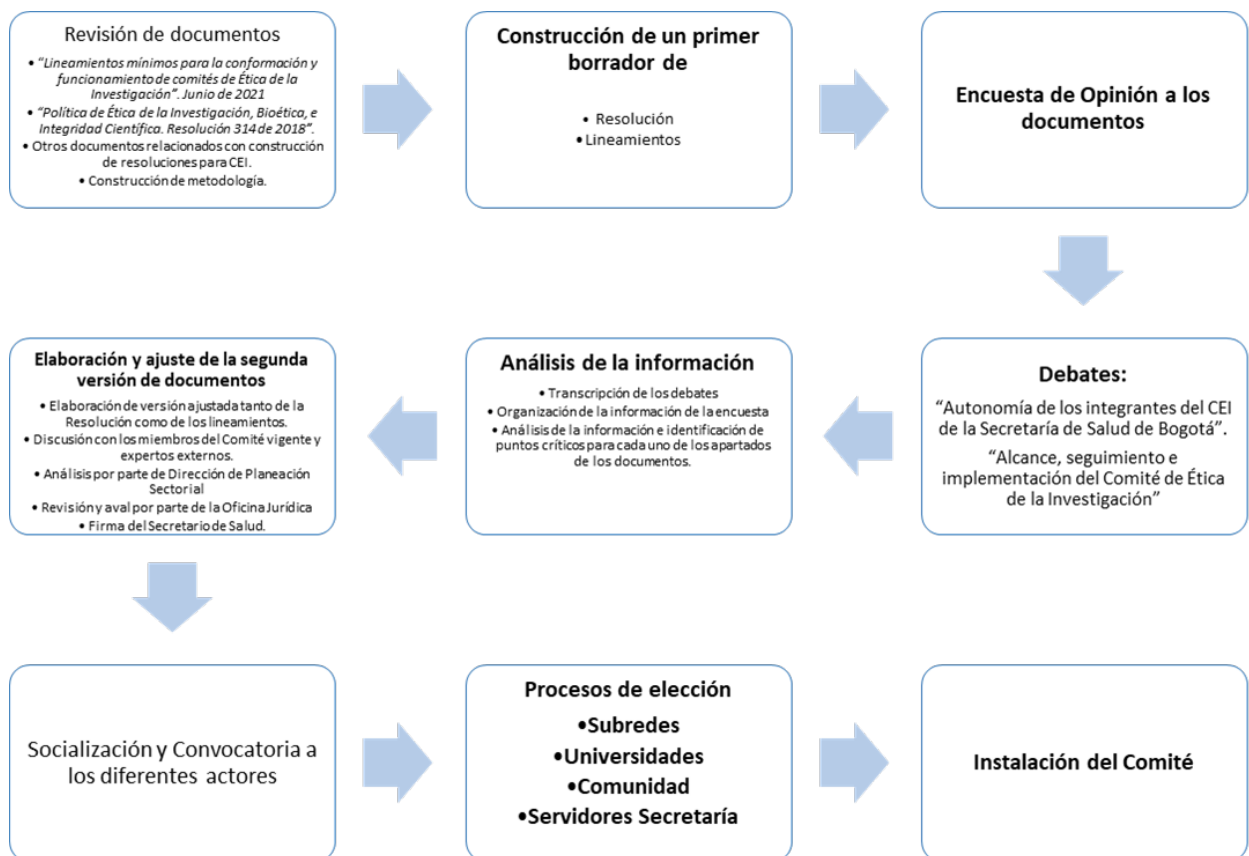 Revisión de documentos
• “Lineamientos mínimos para la conformación y
funcionamiento de comités de Ética de la
Investigación”. Junio de 2021
• “Política de Ética de la Investigación, Bioética, e
Integridad Científica. Resolución 314 de 2018”.
• Otros documentos relacionados con construcción
de resoluciones para CEI.
• Construcción de metodología.
Construcción de un primer
borrador de
• Resolución
• Lineamientos
Encuesta de Opinión a los
documentos
Debates:
“Autonomía de los integrantes del CEI
de la Secretaría de Salud de Bogotá”.
“Alcance, seguimiento e
implementación del Comité de Ética
de la Investigación”
Análisis de la información
• Transcripción de los debates
• Organización de la información de la encuesta
• Análisis de la información e identificación de
puntos críticos para cada uno de los apartados
de los documentos.
Elaboración y ajuste de la segunda
versión de documentos
• Elaboración de versión ajustada tanto de la
Resolución como de los lineamientos.
• Discusión con los miembros del Comité vigente y
expertos externos.
• Análisis por parte de Dirección de Planeación
Sectorial
• Revisión y aval por parte de la Oficina Jurídica
• Firma del Secretario de Salud.
Socialización y Convocatoria a
los diferentes actores
Procesos de elección
•Subredes
•Universidades
•Comunidad
•Servidores Secretaría
Instalación del Comité